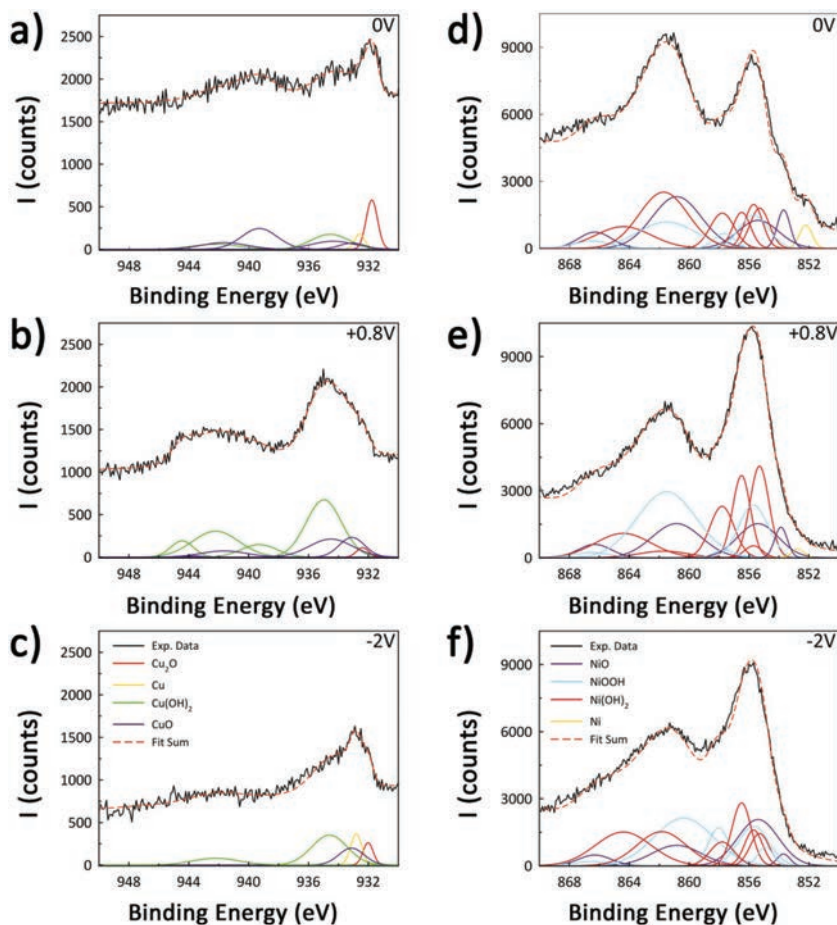 a)
0V
2500
2000
1500
1000
500
0
I (counts)
948 944 940 936 932
Binding Energy (eV)
d)
0V
9000
6000
3000
0
I (counts)
868 864 860 856 852
Binding Energy (eV)
b)
+0.8V
2500
2000
1500
1000
500
0
I (counts)
948 944 940 936 932
Binding Energy (eV)
e)
+0.8V
9000
6000
3000
0
I (counts)
868 864 860 856 852
Binding Energy (eV)
c)
-2V
2500
2000
1500
1000
500
0
I (counts)
Exp. Data
Cu₂O
Cu
Cu(OH)₂
CuO
Fit Sum
948 944 940 936 932
Binding Energy (eV)
f)
-2V
9000
6000
3000
0
I (counts)
Exp. Data
NiO
NiOOH
Ni(OH)₂
Ni
Fit Sum
868 864 860 856 852
Binding Energy (eV)